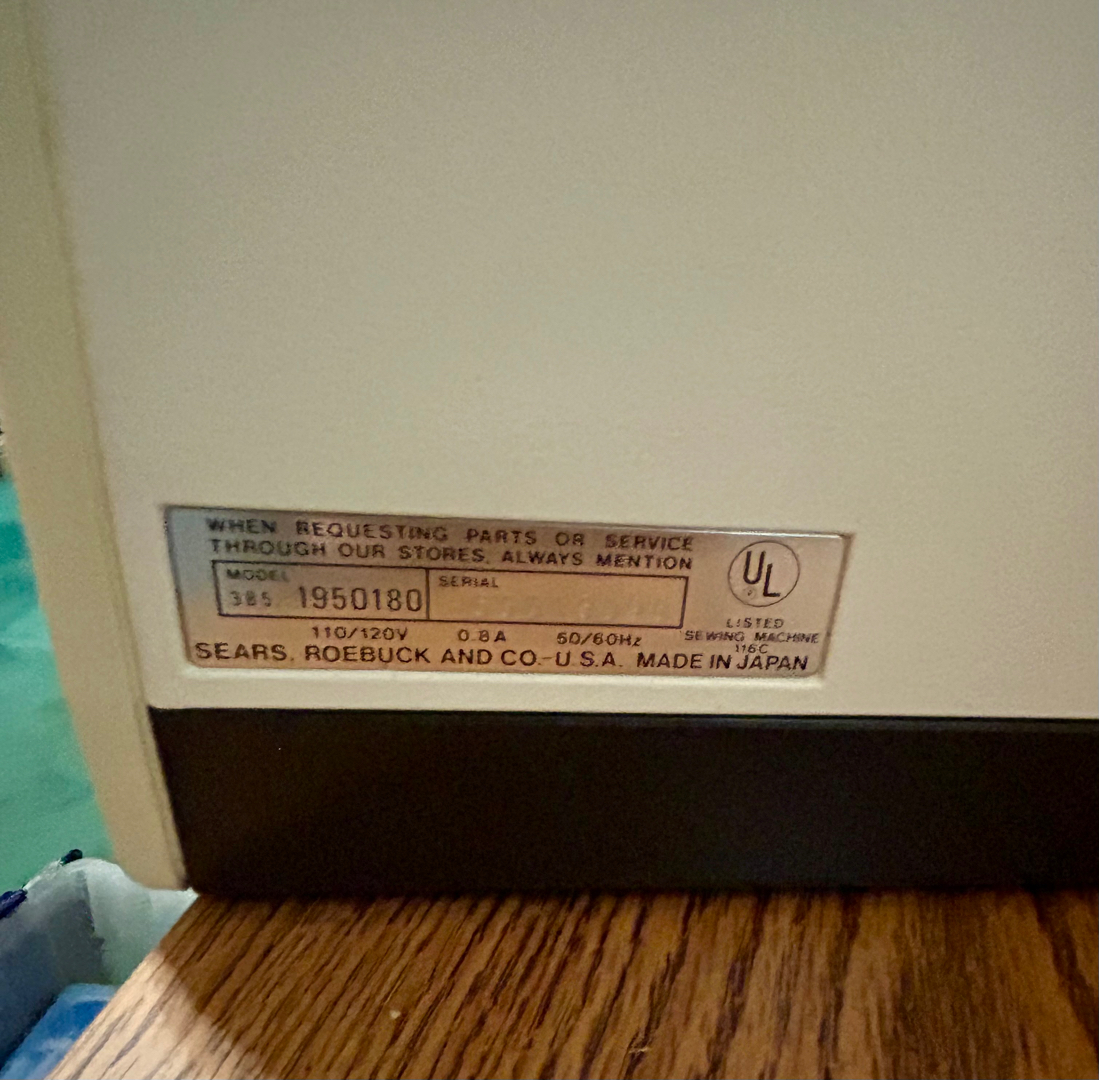 WHEN REQUESTING PARTS OR SERVICE
THROUGH OUR STORES, ALWAYS MENTION
MODEL
385 1950180
SERIAL
UL
LISTED
SEWING MACHINE
116C
110/120V 0.8A 50/60Hz
SEARS, ROEBUCK AND CO.-U.S.A. MADE IN JAPAN